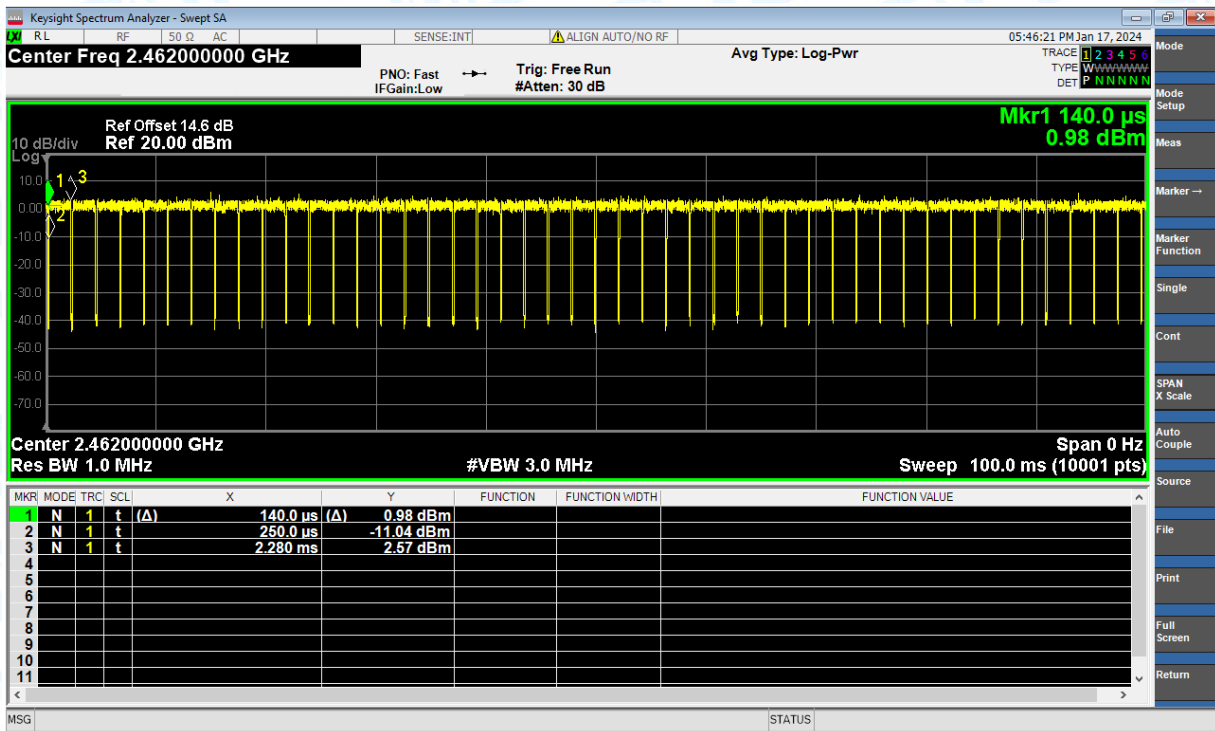 Keysight Spectrum Analyzer - Swept SA
LXI RL RF 50 Ω AC SENSE:INT ALIGN AUTO/NO RF 05:46:21 PM Jan 17, 2024
Center Freq 2.462000000 GHz
PNO: Fast
IFGain:Low
Trig: Free Run
#Atten: 30 dB
Avg Type: Log-Pwr
TRACE 1 2 3 4 5 6
TYPE WWWWWW
DET P N N N N N
Mkr1 140.0 µs
0.98 dBm
Ref Offset 14.6 dB
10 dB/div Ref 20.00 dBm
Log
10.0
0.00
-10.0
-20.0
-30.0
-40.0
-50.0
-60.0
-70.0
1 3
2
Center 2.462000000 GHz Span 0 Hz
Res BW 1.0 MHz #VBW 3.0 MHz Sweep 100.0 ms (10001 pts)
MKR MODE TRC SCL X Y FUNCTION FUNCTION WIDTH FUNCTION VALUE
1 N 1 t (Δ) 140.0 µs (Δ) 0.98 dBm
2 N 1 t 250.0 µs -11.04 dBm
3 N 1 t 2.280 ms 2.57 dBm
4
5
6
7
8
9
10
11
MSG STATUS
Mode
Mode
Setup
Meas
Marker →
Marker
Function
Single
Cont
SPAN
X Scale
Auto
Couple
Source
File
Print
Full
Screen
Return